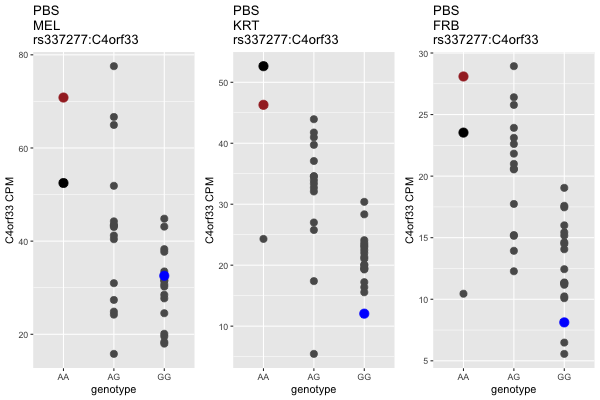 PBS
MEL
rs337277:C4orf33
80
60
40
20
C4orf33 CPM
AA AG GG
genotype
PBS
KRT
rs337277:C4orf33
50
40
30
20
10
C4orf33 CPM
AA AG GG
genotype
PBS
FRB
rs337277:C4orf33
30
25
20
15
10
5
C4orf33 CPM
AA AG GG
genotype